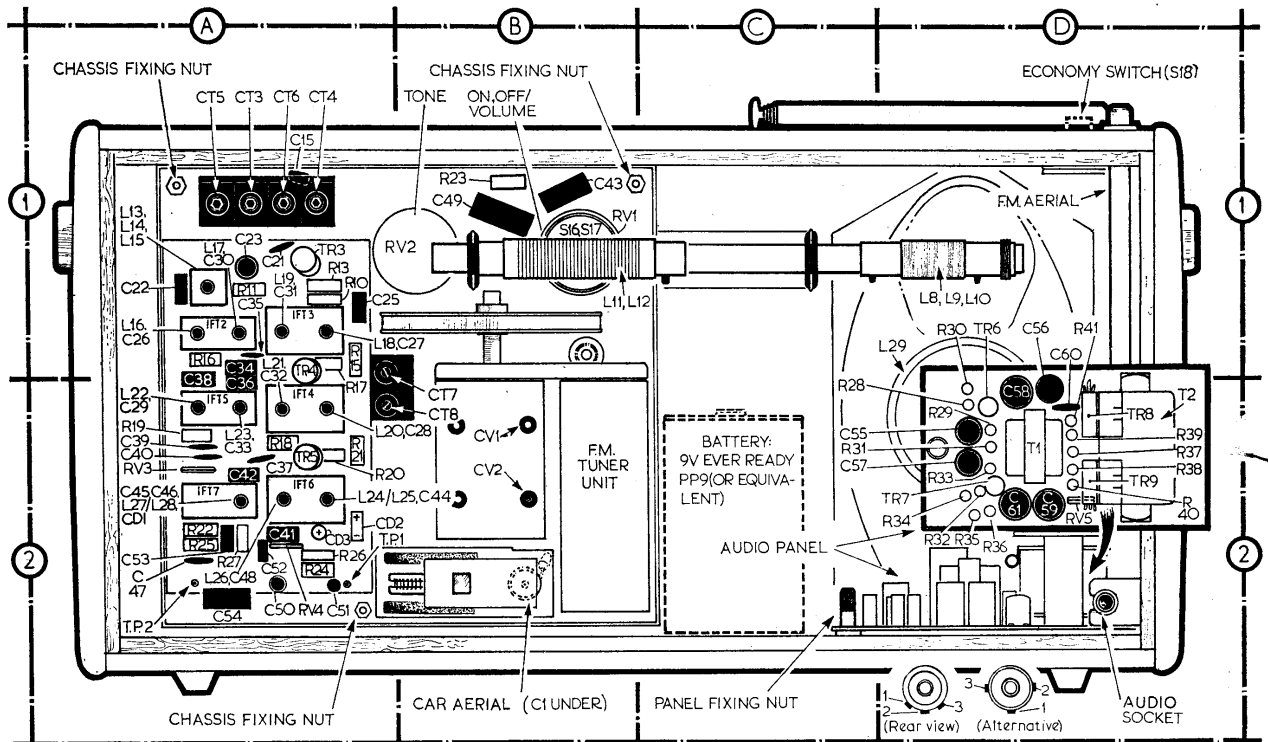 A
B
C
D
CHASSIS FIXING NUT
CHASSIS FIXING NUT
ECONOMY SWITCH (S18)
CT5 CT3 CT6 CT4
TONE
ON,OFF/
VOLUME
C15
R23
C43
C49
RV1
S16,S17
RV2
F.M. AERIAL
1
1
L13,
L14,
L15
L17,
C30
C23
C21
TR3
R13
R10
L19,
C31
R11
C35
C22
C25
L11, L12
L8, L9, L10
L16,
C26
IFT2
IFT3
L18,C27
R15
R16
C34
C36
C38
L21,
C32
TR4
R17
CT7
CT8
L22,
C29
IFT5
IFT4
L23,
C33
L20,C28
R19
C39
C40
RV3
R18
R
21
TR5
R20
C37
C42
C45,C46,
L27/L28,
CD1
IFT7
IFT6
L24/L25, C44
CV1
CV2
F.M.
TUNER
UNIT
BATTERY:
9V EVER READY
PP9(OR EQUIVA-
LENT)
R30 TR6 C56 R41
C60
L29
R28
R29
C58
C55
R31
C57
R33
T1
TR8
T2
R39
R37
R38
TR9
R
40
TR7
R34
C
61
C
59
RV5
R32 R35 R36
AUDIO PANEL
2
2
R22
R25
C53
R27
C41
CD3
CD2
T.P.1
R26
R24
C52
C
47
L26,C48
T.P.2
C54
C50 RV4 C51
CHASSIS FIXING NUT
CAR AERIAL (C1 UNDER)
PANEL FIXING NUT
1
2
3
(Rear view)
3
2
1
(Alternative)
AUDIO
SOCKET